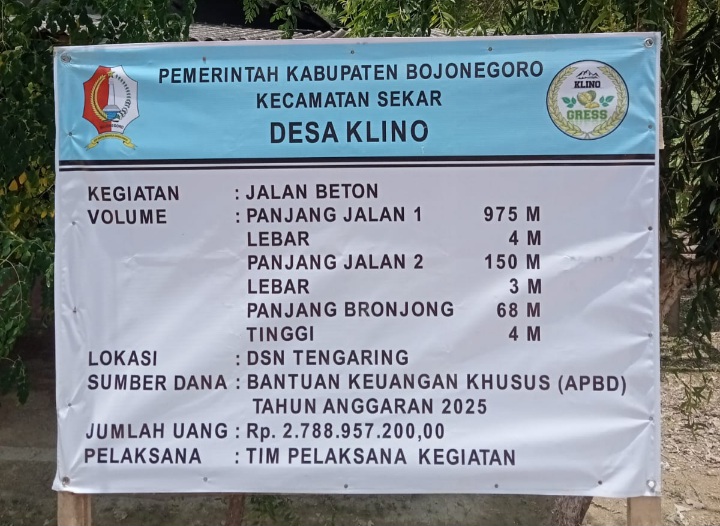 PEMERINTAH KABUPATEN BOJONEGORO
KECAMATAN SEKAR
DESA KLINO
KLINO
GRESS
KEGIATAN : JALAN BETON
VOLUME : PANJANG JALAN 1 975 M
LEBAR 4 M
PANJANG JALAN 2 150 M
LEBAR 3 M
PANJANG BRONJONG 68 M
TINGGI 4 M
LOKASI : DSN TENGARING
SUMBER DANA : BANTUAN KEUANGAN KHUSUS (APBD)
TAHUN ANGGARAN 2025
JUMLAH UANG : Rp. 2.788.957.200,00
PELAKSANA : TIM PELAKSANA KEGIATAN